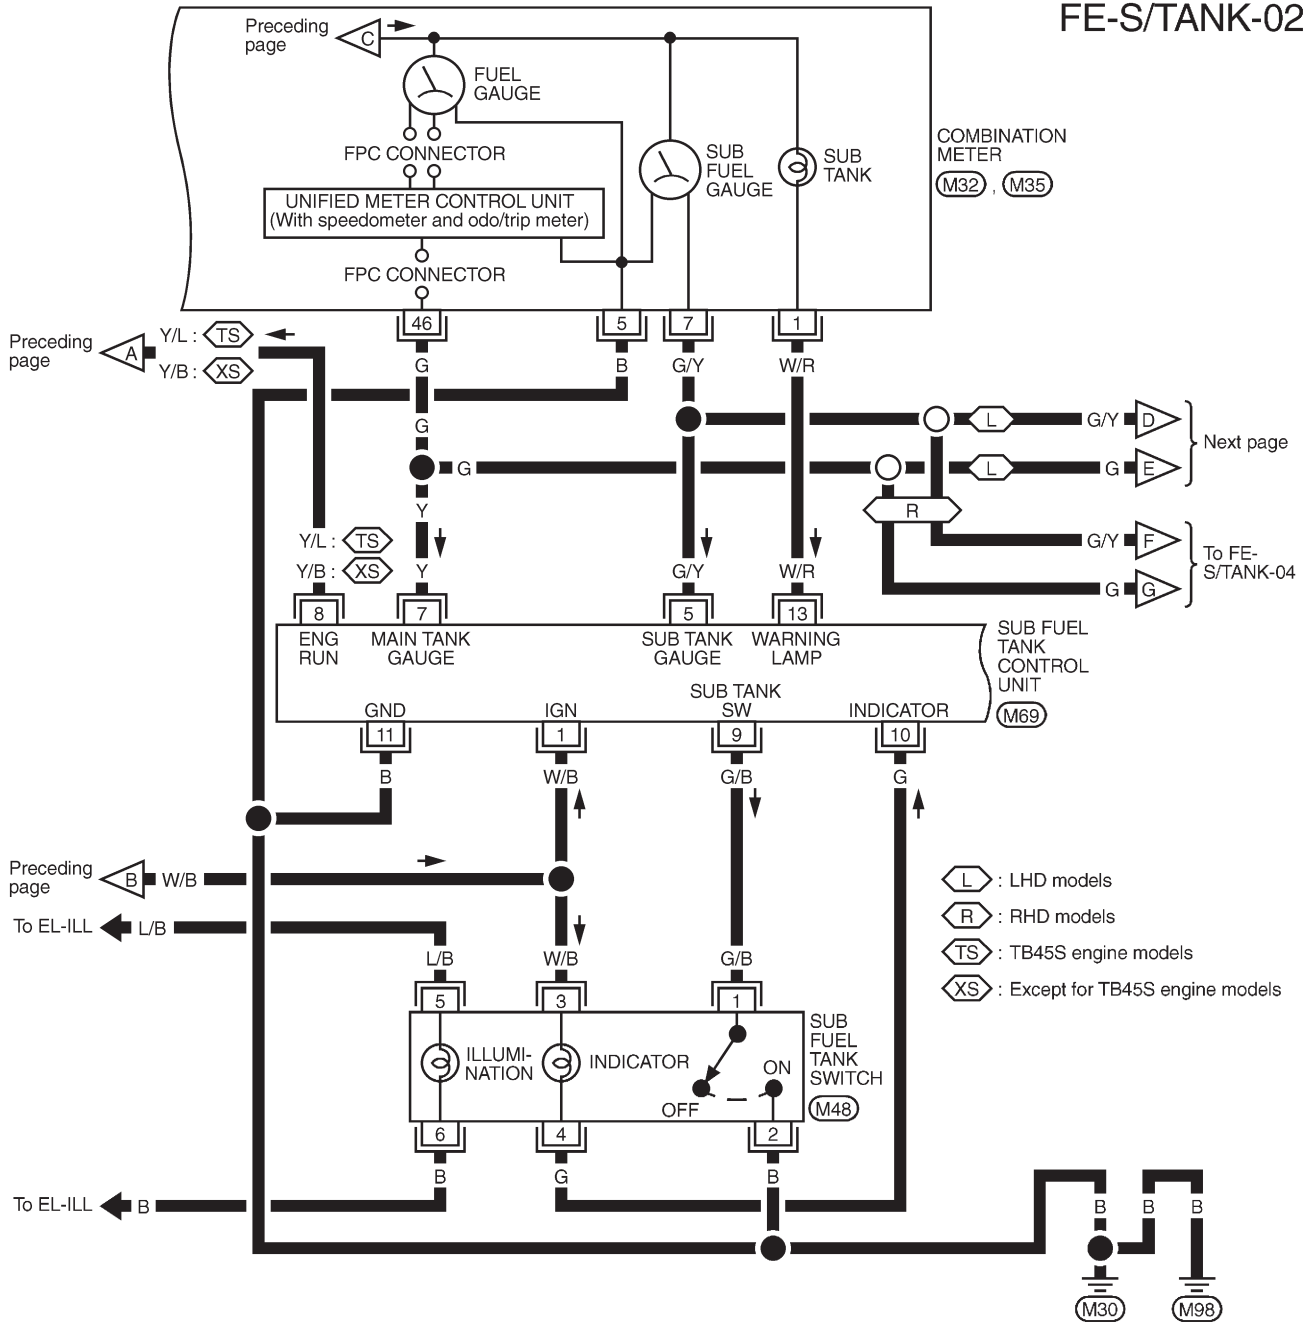 FE-S/TANK-02
Preceding
page
C
FUEL
GAUGE
FPC CONNECTOR
UNIFIED METER CONTROL UNIT
(With speedometer and odo/trip meter)
FPC CONNECTOR
SUB
FUEL
GAUGE
SUB
TANK
COMBINATION
METER
M32 , M35
46 5 7 1
Preceding
page
A
Y/L : TS
Y/B : XS
G B G/Y W/R
G
L G/Y D
G L G E
Next page
Y
R
Y/L : TS
Y/B : XS
Y G/Y W/R
G/Y F
G G
To FE-
S/TANK-04
8 7 5 13
ENG
RUN
MAIN TANK
GAUGE
SUB TANK
GAUGE
WARNING
LAMP
SUB FUEL
TANK
CONTROL
UNIT
M69
GND IGN
SUB TANK
SW
INDICATOR
11 1 9 10
B W/B G/B G
Preceding
page
B W/B
To EL-ILL L/B
L : LHD models
R : RHD models
TS : TB45S engine models
XS : Except for TB45S engine models
L/B W/B G/B
5 3 1
ILLUMI-
NATION
INDICATOR
OFF
ON
SUB
FUEL
TANK
SWITCH
M48
6 4 2
B G B
To EL-ILL B
B B B
M30 M98